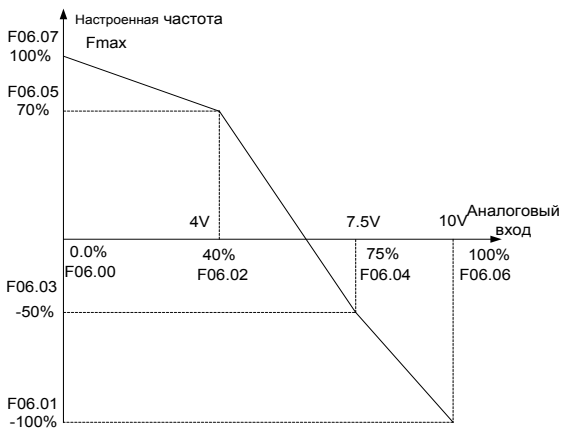 Настроенная частота
F06.07
100%
Fmax
F06.05
70%
4V
7.5V
10V
Аналоговый
вход
0.0%
F06.00
40%
F06.02
75%
F06.04
100%
F06.06
F06.03
-50%
F06.01
-100%